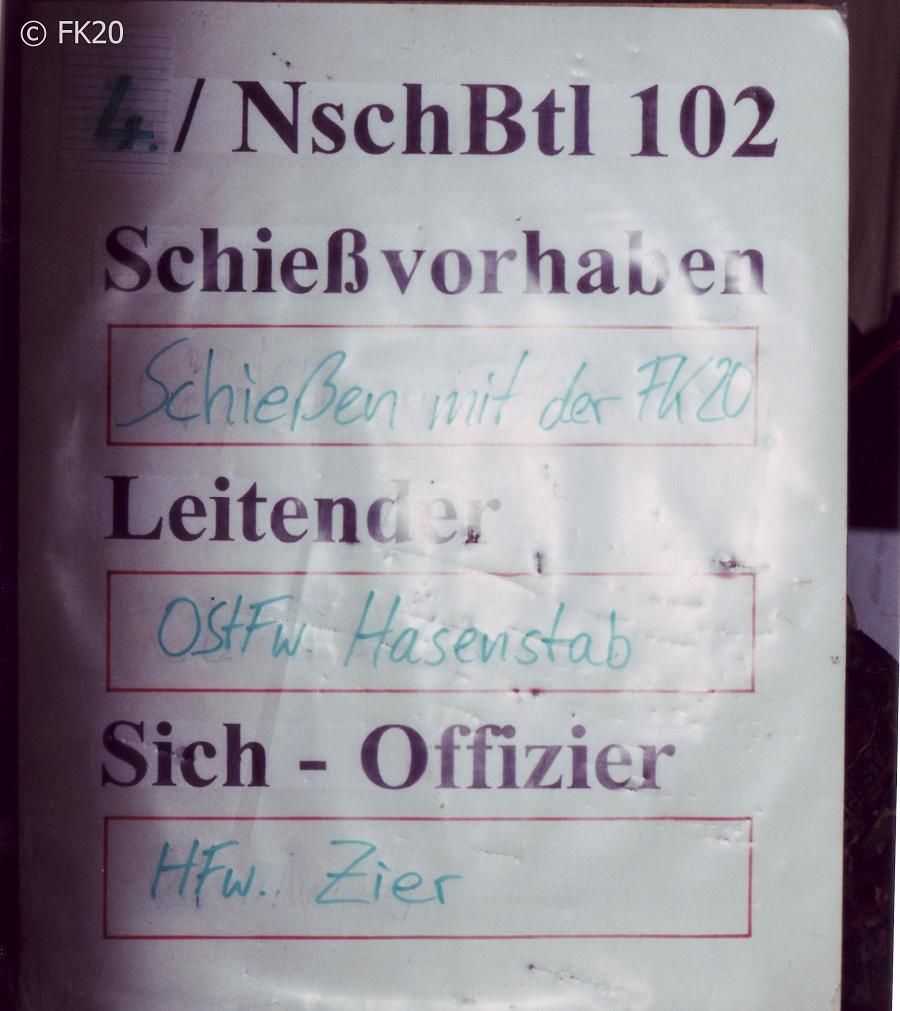 © FK20
4. / NschBtl 102
Schießvorhaben
Schießen mit der FK20
Leitender
OStFw. Hasenstab
Sich - Offizier
HFw. Zier